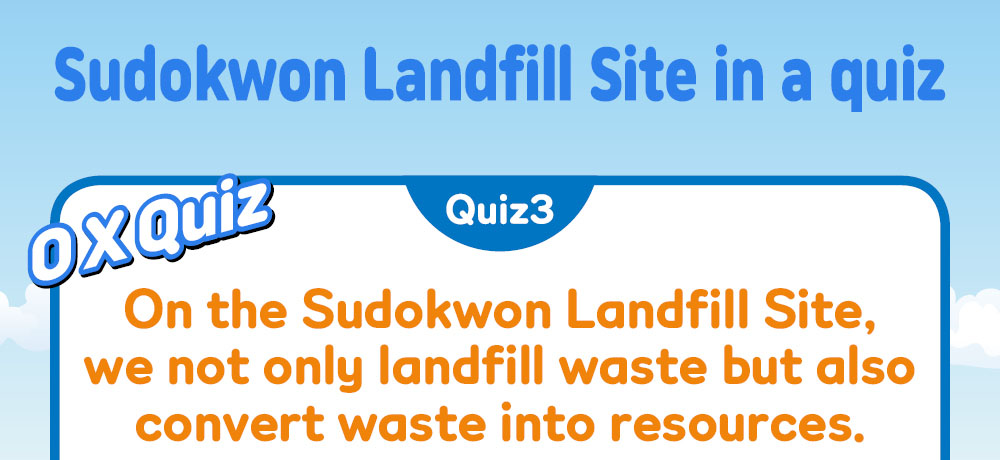 Sudokwon Landfill Site in a quiz
O X Quiz
Quiz3
On the Sudokwon Landfill Site,
we not only landfill waste but also
convert waste into resources.